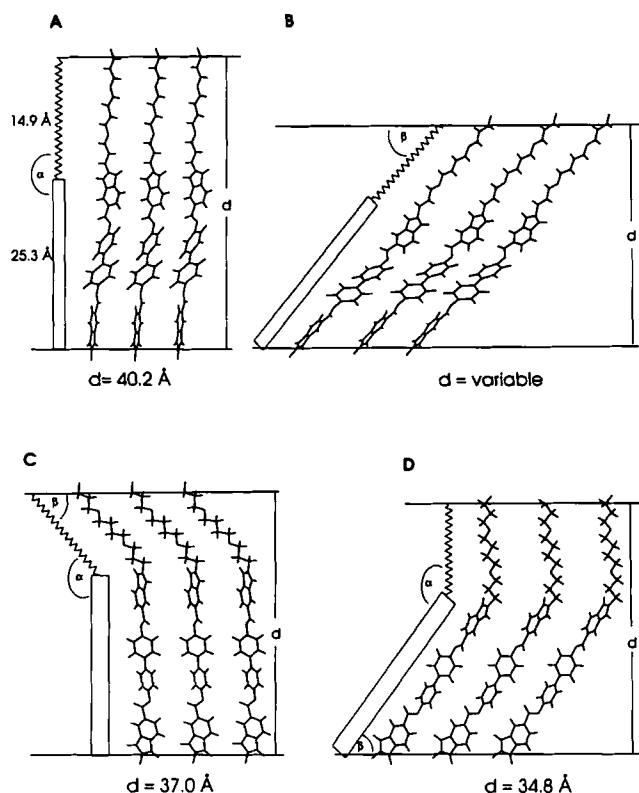 A
14.9 Å
α
25.3 Å
d
d= 40.2 Å
B
β
d
d = variable
C
β
α
d
d = 37.0 Å
D
α
β
d
d = 34.8 Å